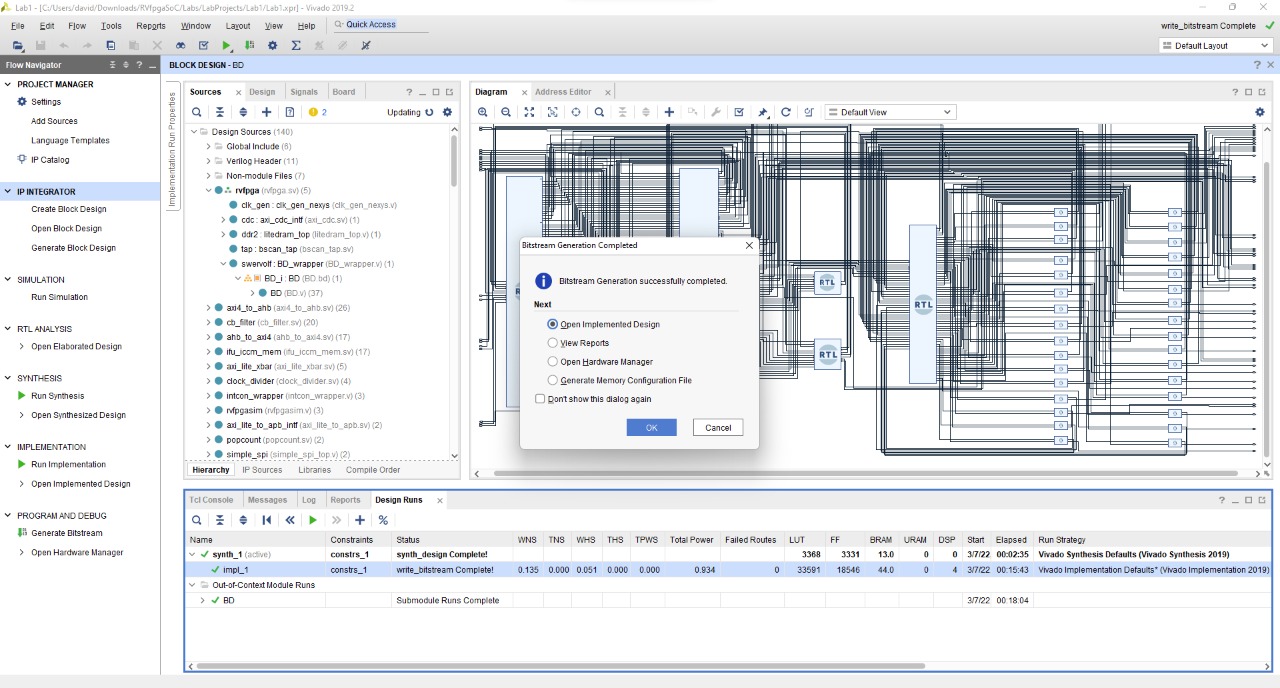 Lab1 - [C:/Users/david/Downloads/RVfpgaSoC/Labs/LabProjects/Lab1/Lab1.xpr] - Vivado 2019.2
File Edit Flow Tools Reports Window Layout View Help Quick Access
write_bitstream Complete
Default Layout
Flow Navigator
PROJECT MANAGER
Settings
Add Sources
Language Templates
IP Catalog
IP INTEGRATOR
Create Block Design
Open Block Design
Generate Block Design
SIMULATION
Run Simulation
RTL ANALYSIS
Open Elaborated Design
SYNTHESIS
Run Synthesis
Open Synthesized Design
IMPLEMENTATION
Run Implementation
Open Implemented Design
PROGRAM AND DEBUG
Generate Bitstream
Open Hardware Manager
BLOCK DESIGN - BD
Implementation Run Properties
Sources Design Signals Board
2 Updating
Design Sources (140)
Global Include (6)
Verilog Header (11)
Non-module Files (7)
rvfpga (rvfpga.sv) (5)
clk_gen : clk_gen_nexys (clk_gen_nexys.v)
cdc : axi_cdc_intf (axi_cdc.sv) (1)
ddr2 : litedram_top (litedram_top.v) (1)
tap : bscan_tap (bscan_tap.sv)
swervolf : BD_wrapper (BD_wrapper.v) (1)
BD_i : BD (BD.bd) (1)
BD (BD.v) (37)
axi4_to_ahb (axi4_to_ahb.sv) (26)
cb_filter (cb_filter.sv) (20)
ahb_to_axi4 (ahb_to_axi4.sv) (17)
ifu_iccm_mem (ifu_iccm_mem.sv) (17)
axi_lite_xbar (axi_lite_xbar.sv) (5)
clock_divider (clock_divider.sv) (4)
intcon_wrapper (intcon_wrapper.v) (3)
rvfpgasim (rvfpgasim.v) (3)
axi_lite_to_apb_intf (axi_lite_to_apb.sv) (2)
popcount (popcount.sv) (2)
simple_spi (simple_spi_top.v) (2)
Hierarchy IP Sources Libraries Compile Order
Diagram Address Editor
Default View
RTL
RTL
RTL
Bitstream Generation Completed
Bitstream Generation successfully completed.
Next
Open Implemented Design
View Reports
Open Hardware Manager
Generate Memory Configuration File
Don't show this dialog again
OK Cancel
Tcl Console Messages Log Reports Design Runs
Name Constraints Status WNS TNS WHS THS TPWS Total Power Failed Routes LUT FF BRAM URAM DSP Start Elapsed Run Strategy
synth_1 (active) constrs_1 synth_design Complete! 3368 3331 13.0 0 0 3/7/22 00:02:35 Vivado Synthesis Defaults (Vivado Synthesis 2019)
impl_1 constrs_1 write_bitstream Complete! 0.135 0.000 0.051 0.000 0.000 0.934 0 33591 18546 44.0 0 4 3/7/22 00:15:43 Vivado Implementation Defaults* (Vivado Implementation 2019)
Out-of-Context Module Runs
BD Submodule Runs Complete 3/7/22 00:18:04